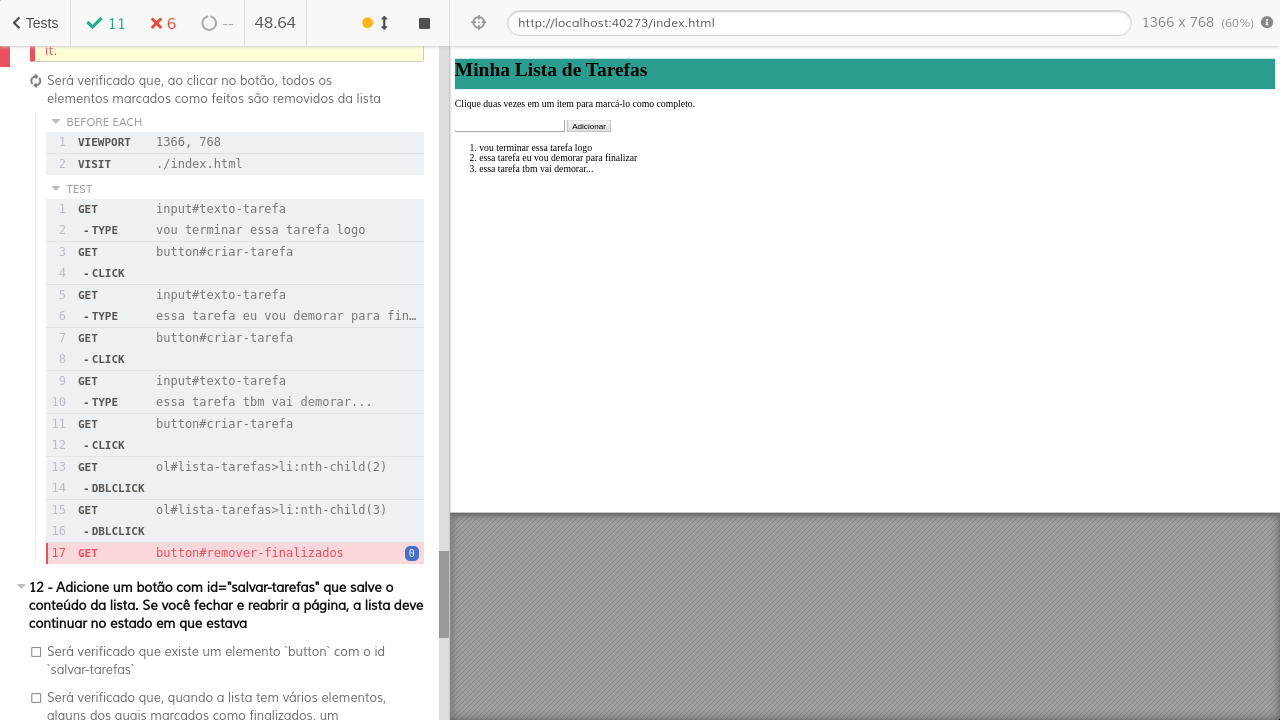 Tests
11
6
--
48.64
http://localhost:40273/index.html
1366 x 768 (60%)
it.
Será verificado que, ao clicar no botão, todos os
elementos marcados como feitos são removidos da lista
BEFORE EACH
1 VIEWPORT 1366, 768
2 VISIT ./index.html
TEST
1 GET input#texto-tarefa
2 -TYPE vou terminar essa tarefa logo
3 GET button#criar-tarefa
4 -CLICK
5 GET input#texto-tarefa
6 -TYPE essa tarefa eu vou demorar para fin…
7 GET button#criar-tarefa
8 -CLICK
9 GET input#texto-tarefa
10 -TYPE essa tarefa tbm vai demorar...
11 GET button#criar-tarefa
12 -CLICK
13 GET ol#lista-tarefas>li:nth-child(2)
14 -DBLCLICK
15 GET ol#lista-tarefas>li:nth-child(3)
16 -DBLCLICK
17 GET button#remover-finalizados 0
12 - Adicione um botão com id="salvar-tarefas" que salve o
conteúdo da lista. Se você fechar e reabrir a página, a lista deve
continuar no estado em que estava
Será verificado que existe um elemento `button` com o id
`salvar-tarefas`
Será verificado que, quando a lista tem vários elementos,
alguns dos quais marcados como finalizados, um
Minha Lista de Tarefas
Clique duas vezes em um item para marcá-lo como completo.
Adicionar
1. vou terminar essa tarefa logo
2. essa tarefa eu vou demorar para finalizar
3. essa tarefa tbm vai demorar...